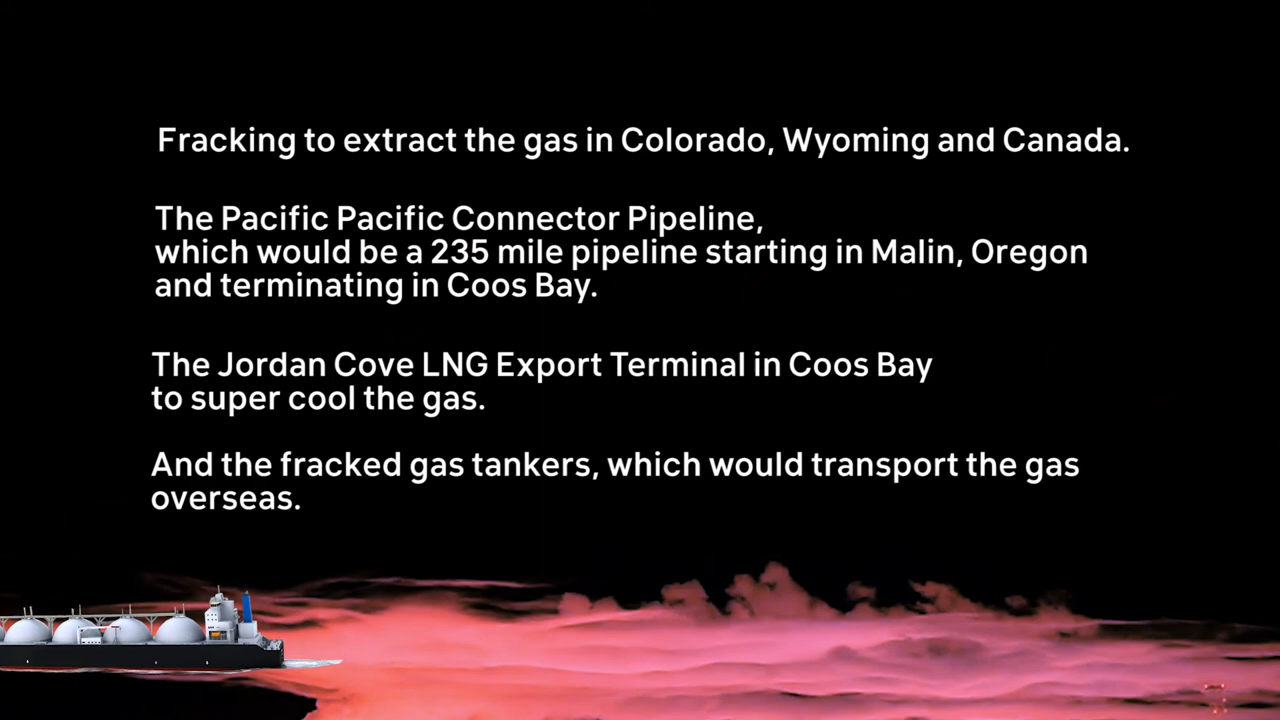 Fracking to extract the gas in Colorado, Wyoming and Canada.
The Pacific Pacific Connector Pipeline,
which would be a 235 mile pipeline starting in Malin, Oregon
and terminating in Coos Bay.
The Jordan Cove LNG Export Terminal in Coos Bay
to super cool the gas.
And the fracked gas tankers, which would transport the gas
overseas.